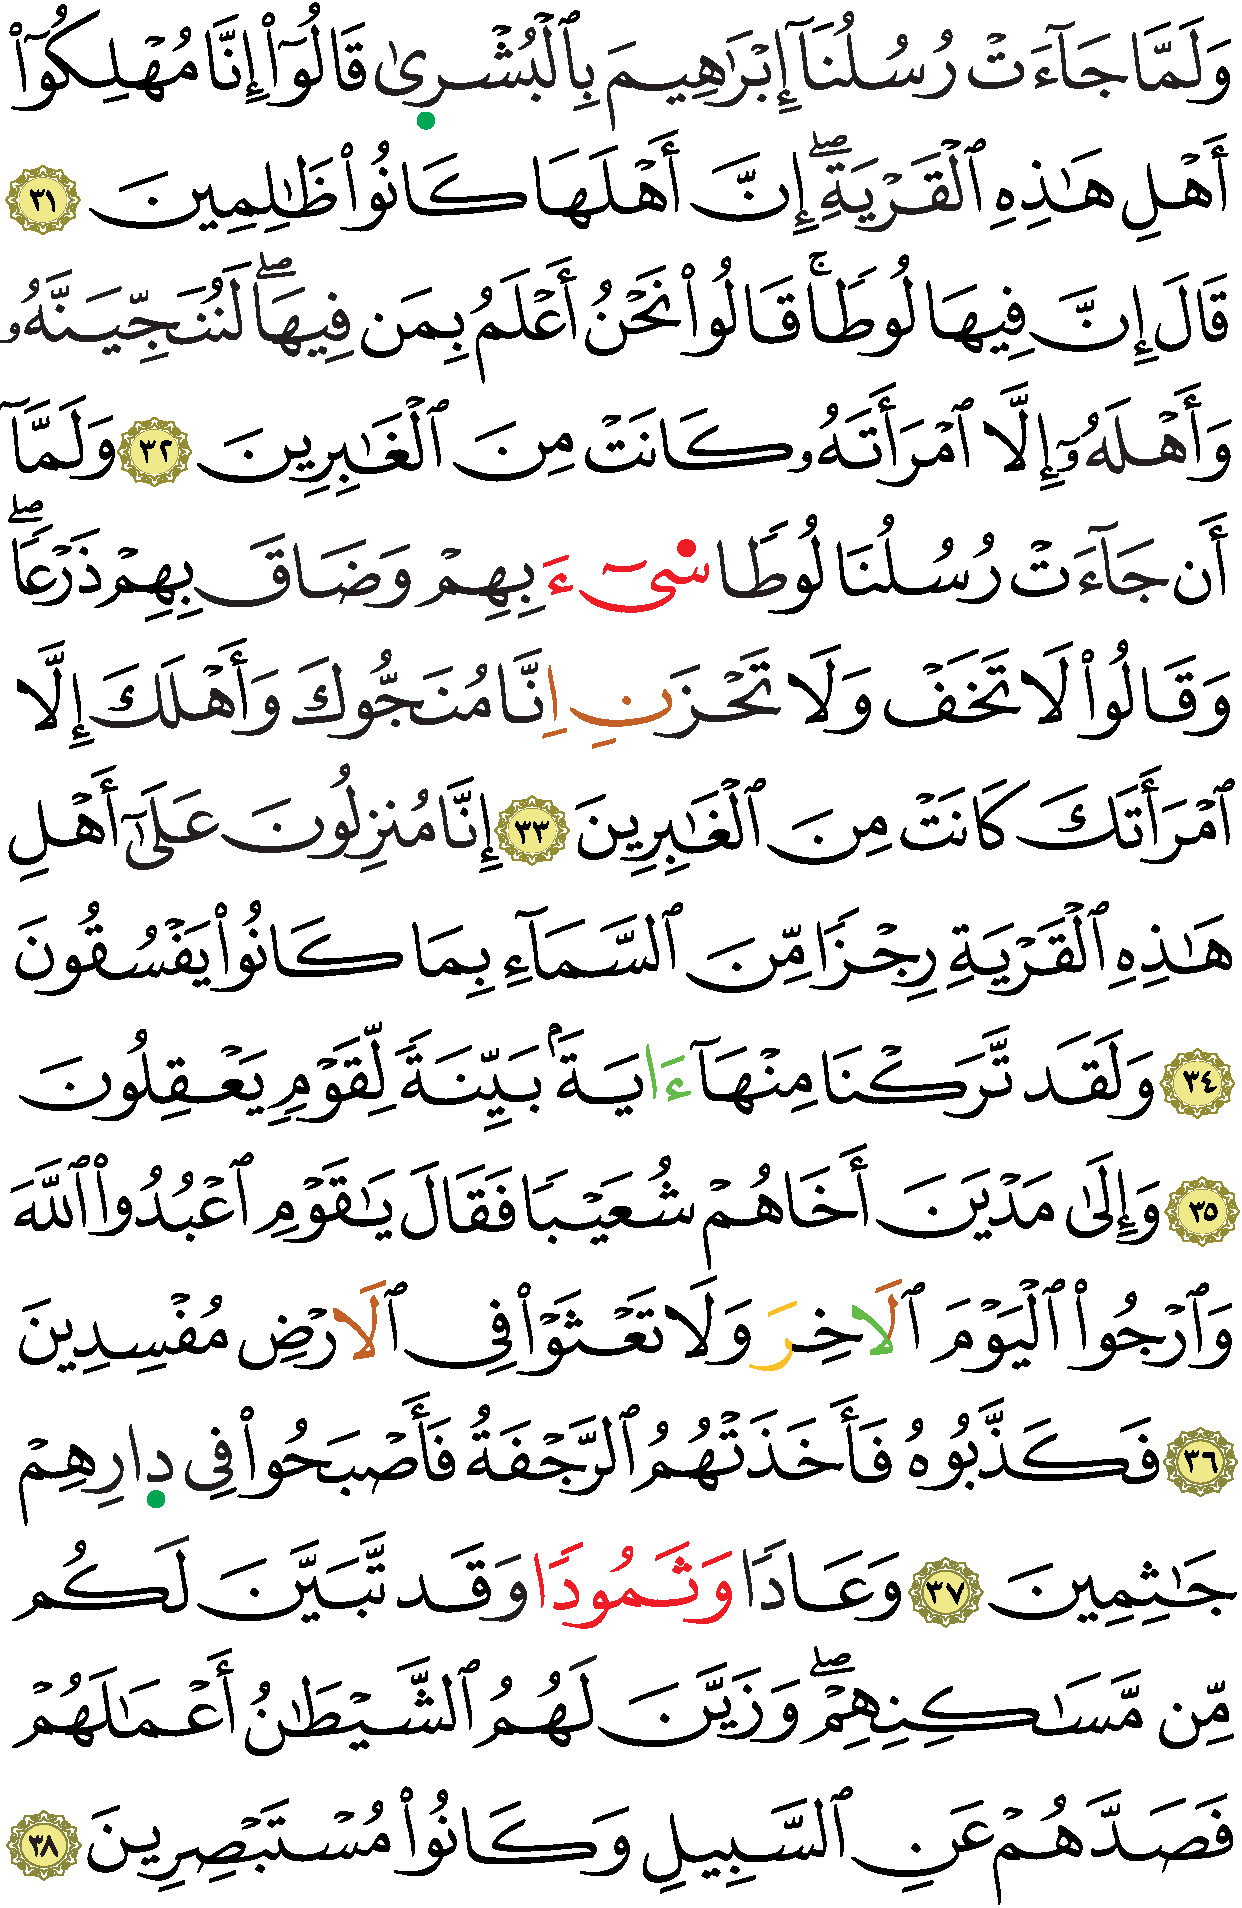 وَلَمَّا جَآءَتْ رُسُلُنَآ إِبْرَٰهِيمَ بِٱلْبُشْرِىٰ قَالُوٓا۟ إِنَّا مُهْلِكُوٓا۟
أَهْلِ هَٰذِهِ ٱلْقَرْيَةِ ۖ إِنَّ أَهْلَهَا كَانُوا۟ ظَٰلِمِينَ ٣١
قَالَ إِنَّ فِيهَا لُوطًا ۚ قَالُوا۟ نَحْنُ أَعْلَمُ بِمَن فِيهَا ۖ لَنُنَجِّيَنَّهُۥ
وَأَهْلَهُۥٓ إِلَّا ٱمْرَأَتَهُۥ كَانَتْ مِنَ ٱلْغَٰبِرِينَ ٣٢ وَلَمَّآ
أَن جَآءَتْ رُسُلُنَا لُوطًا سِىٓءَ بِهِمْ وَضَاقَ بِهِمْ ذَرْعًا ۖ
وَقَالُوا۟ لَا تَخَفْ وَلَا تَحْزَنِ اِنَّا مُنَجُّوكَ وَأَهْلَكَ إِلَّا
ٱمْرَأَتَكَ كَانَتْ مِنَ ٱلْغَٰبِرِينَ ٣٣ إِنَّا مُنزِلُونَ عَلَىٰٓ أَهْلِ
هَٰذِهِ ٱلْقَرْيَةِ رِجْزًا مِّنَ ٱلسَّمَآءِ بِمَا كَانُوا۟ يَفْسُقُونَ
٣٤ وَلَقَد تَّرَكْنَا مِنْهَآ ءَايَةًۢ بَيِّنَةً لِّقَوْمٍ يَعْقِلُونَ
٣٥ وَإِلَىٰ مَدْيَنَ أَخَاهُمْ شُعَيْبًا فَقَالَ يَٰقَوْمِ ٱعْبُدُوا۟ ٱللَّهَ
وَٱرْجُوا۟ ٱلْيَوْمَ ٱلَاخِرَ وَلَا تَعْثَوْا۟ فِى ٱلَارْضِ مُفْسِدِينَ
٣٦ فَكَذَّبُوهُ فَأَخَذَتْهُمُ ٱلرَّجْفَةُ فَأَصْبَحُوا۟ فِى دِارِهِمْ
جَٰثِمِينَ ٣٧ وَعَادًا وَثَمُودًا وَقَد تَّبَيَّنَ لَكُم
مِّن مَّسَٰكِنِهِمْ ۖ وَزَيَّنَ لَهُمُ ٱلشَّيْطَٰنُ أَعْمَٰلَهُمْ
فَصَدَّهُمْ عَنِ ٱلسَّبِيلِ وَكَانُوا۟ مُسْتَبْصِرِينَ ٣٨